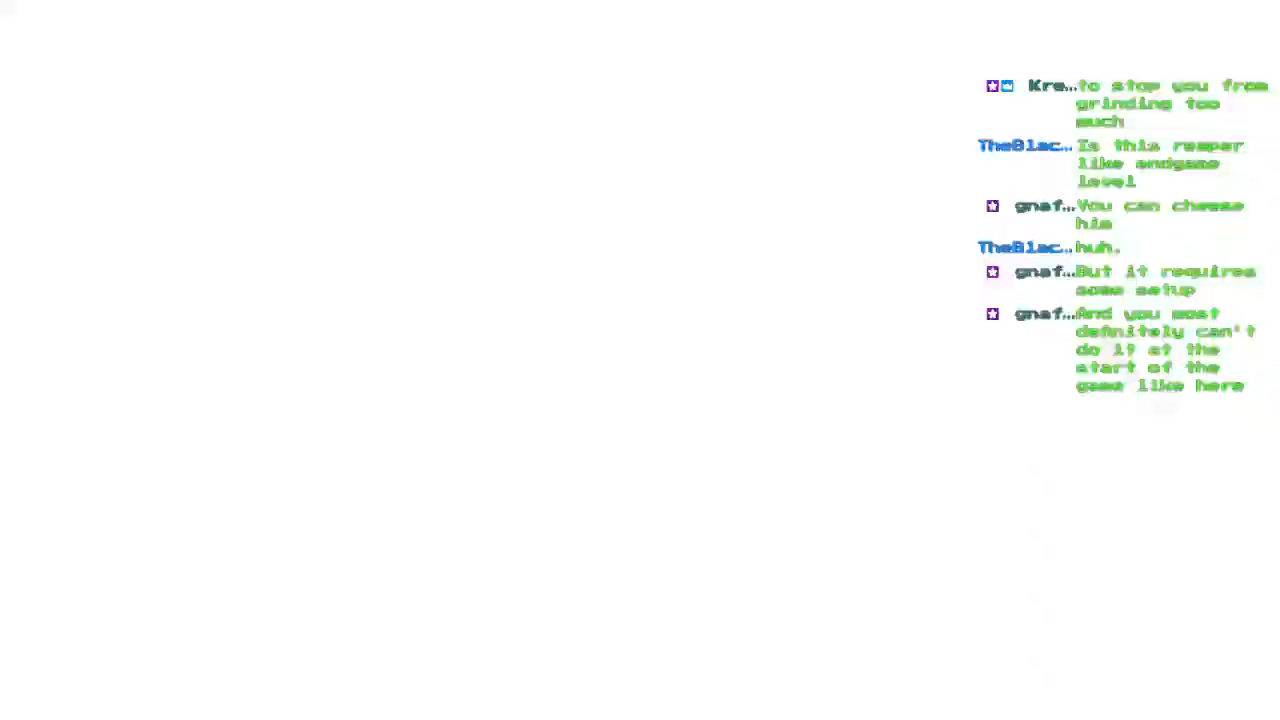 Kre… to stop you from
grinding too
much
TheBlac… Is this reaper
like endgame
level
gnaf… You can cheese
him
TheBlac… huh.
gnaf… But it requires
some setup
gnaf… And you most
definitely can't
do it at the
start of the
game like here